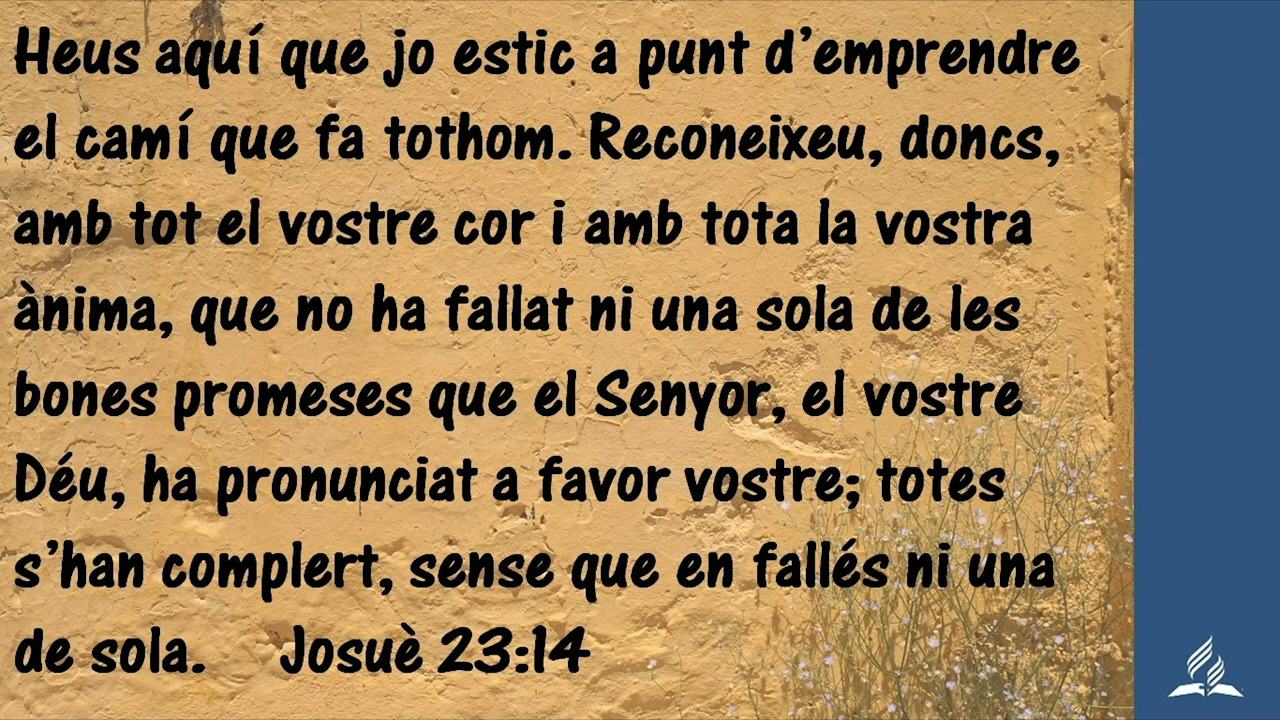 Heus aquí que jo estic a punt d’emprendre
el camí que fa tothom. Reconeixeu, doncs,
amb tot el vostre cor i amb tota la vostra
ànima, que no ha fallat ni una sola de les
bones promeses que el Senyor, el vostre
Déu, ha pronunciat a favor vostre; totes
s’han complert, sense que en fallés ni una
de sola. Josuè 23:14